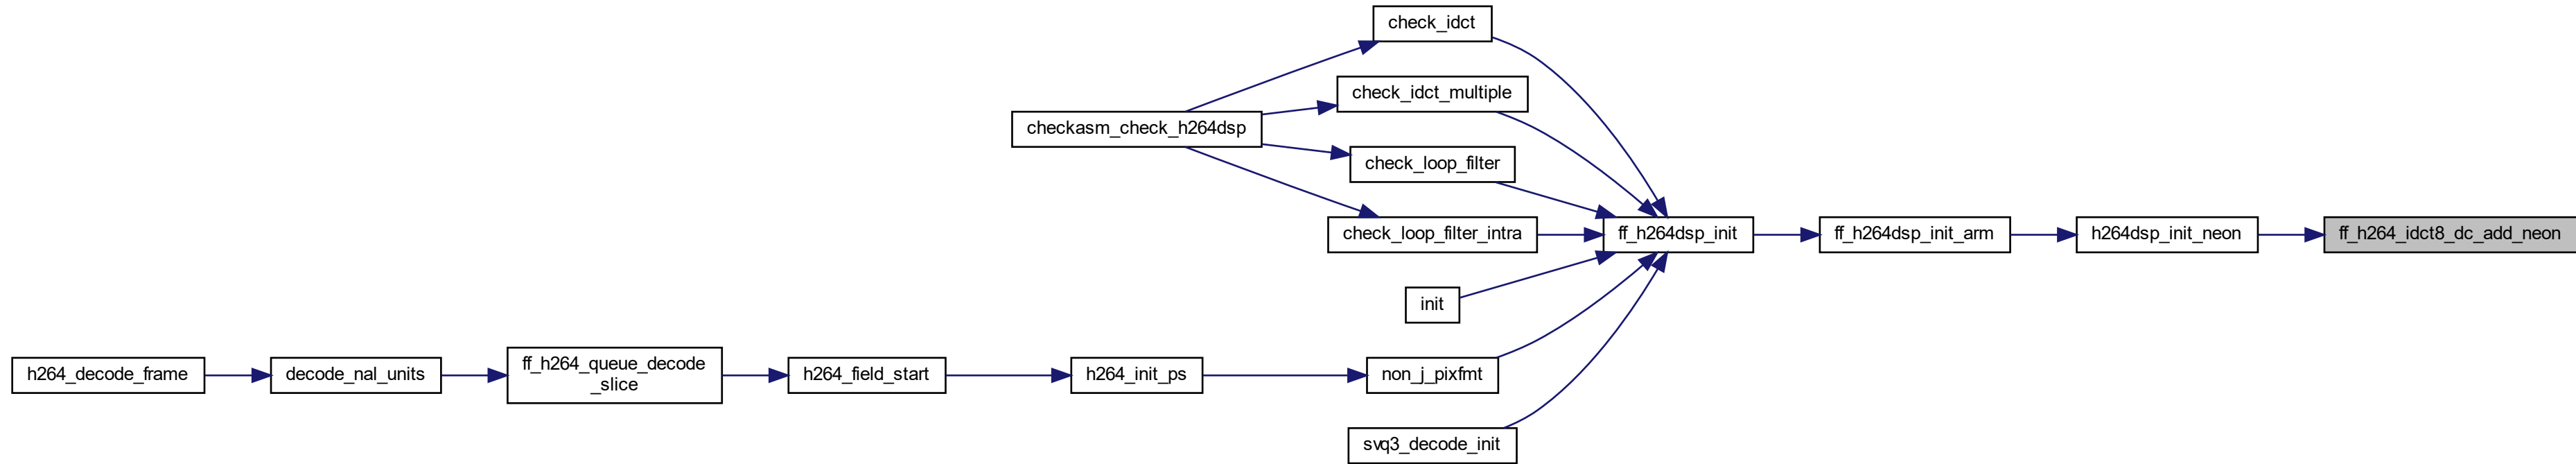 check_idct
check_idct_multiple
checkasm_check_h264dsp
check_loop_filter
check_loop_filter_intra
ff_h264dsp_init
ff_h264dsp_init_arm
h264dsp_init_neon
ff_h264_idct8_dc_add_neon
init
h264_decode_frame
decode_nal_units
ff_h264_queue_decode
_slice
h264_field_start
h264_init_ps
non_j_pixfmt
svq3_decode_init